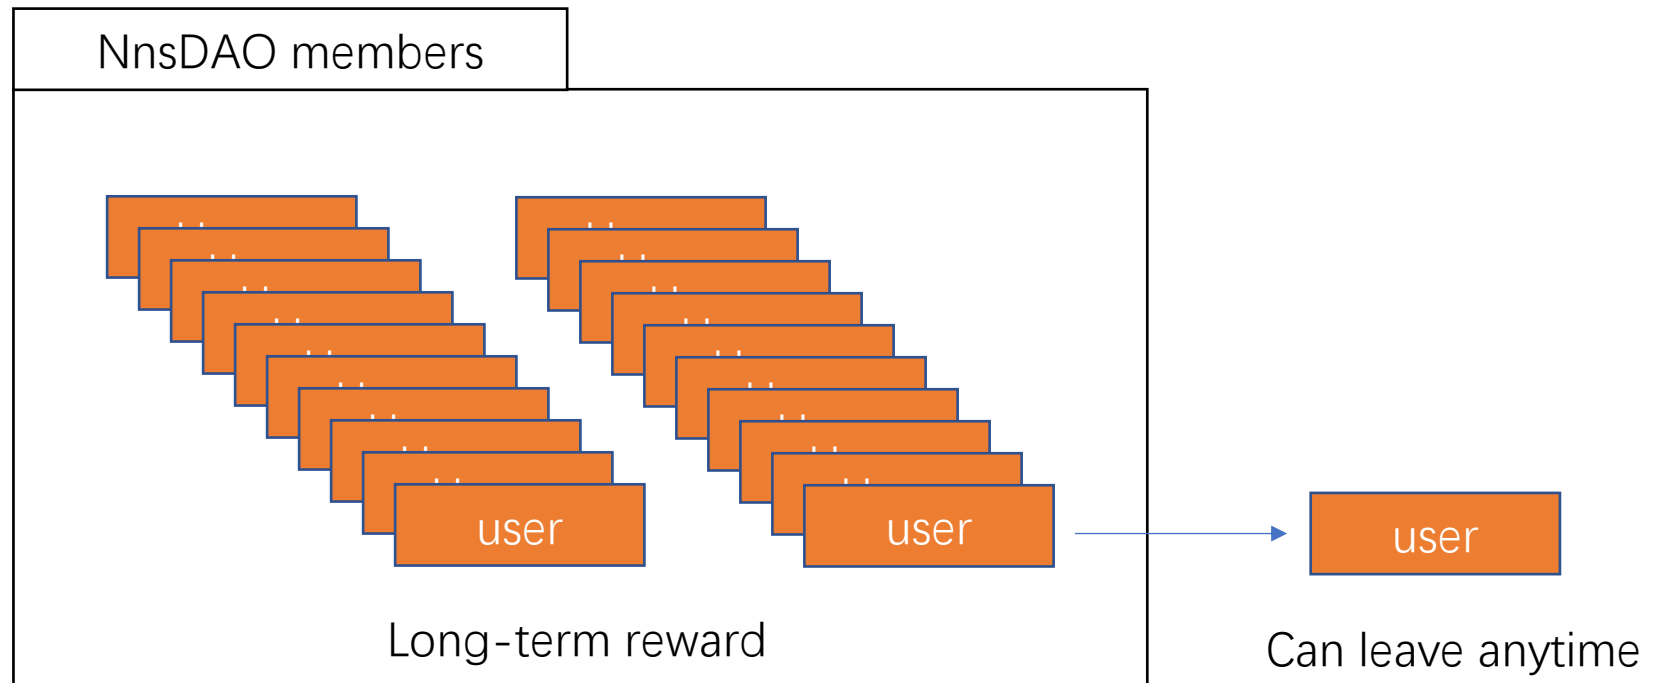 NnsDAO members
user
user
user
Long-term reward
Can leave anytime